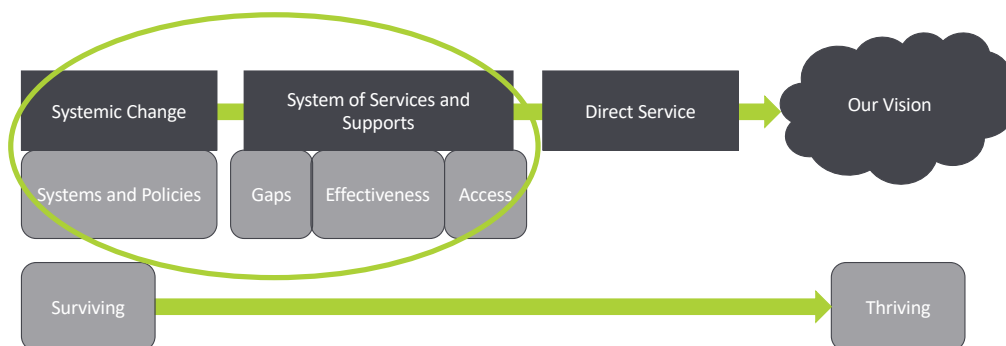 Systemic Change
System of Services and
Supports
Direct Service
Our Vision
Systems and Policies
Gaps
Effectiveness
Access
Surviving
Thriving